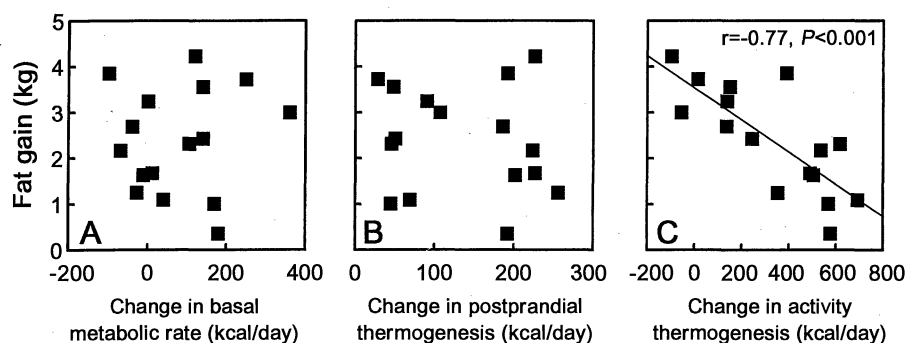 5
4
3
2
1
0
Fat gain (kg)
A
-200 0 200 400
Change in basal
metabolic rate (kcal/day)
B
0 100 200 300
Change in postprandial
thermogenesis (kcal/day)
r=-0.77, P<0.001
C
-200 0 200 400 600 800
Change in activity
thermogenesis (kcal/day)